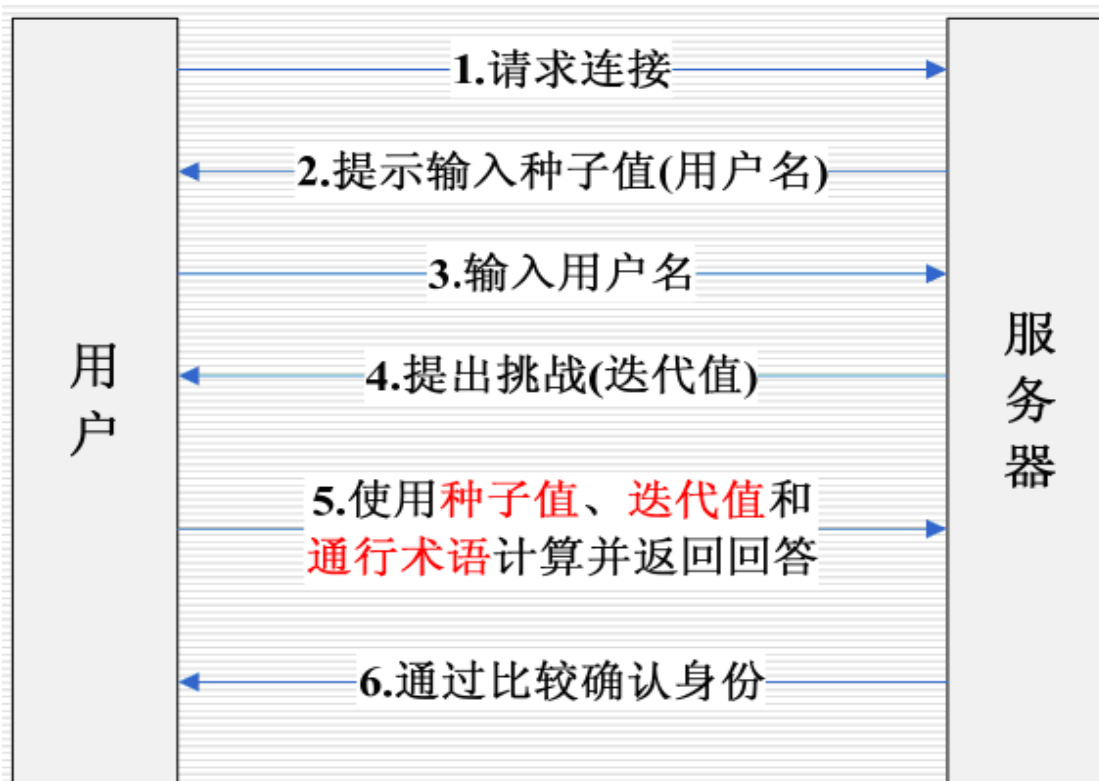 1.请求连接
2.提示输入种子值(用户名)
3.输入用户名
用户
4.提出挑战(迭代值)
服务器
5.使用种子值、迭代值和
通行术语计算并返回回答
6.通过比较确认身份